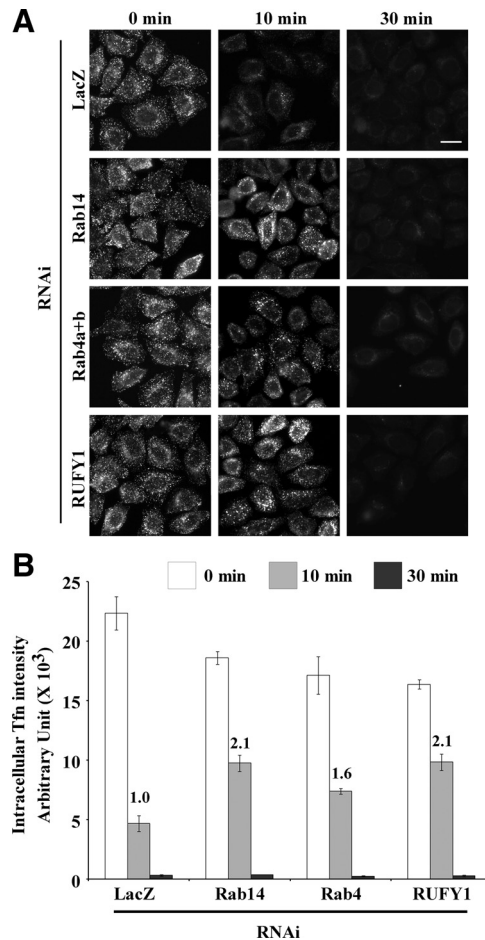 A
0 min 10 min 30 min
LacZ
Rab14
Rab4a+b
RUFY1
RNAi
B
0 min 10 min 30 min
Intracellular Tfn intensity
Arbitrary Unit (X 10³)
25
20
15
10
5
0
1.0
2.1
1.6
2.1
LacZ Rab14 Rab4 RUFY1
RNAi